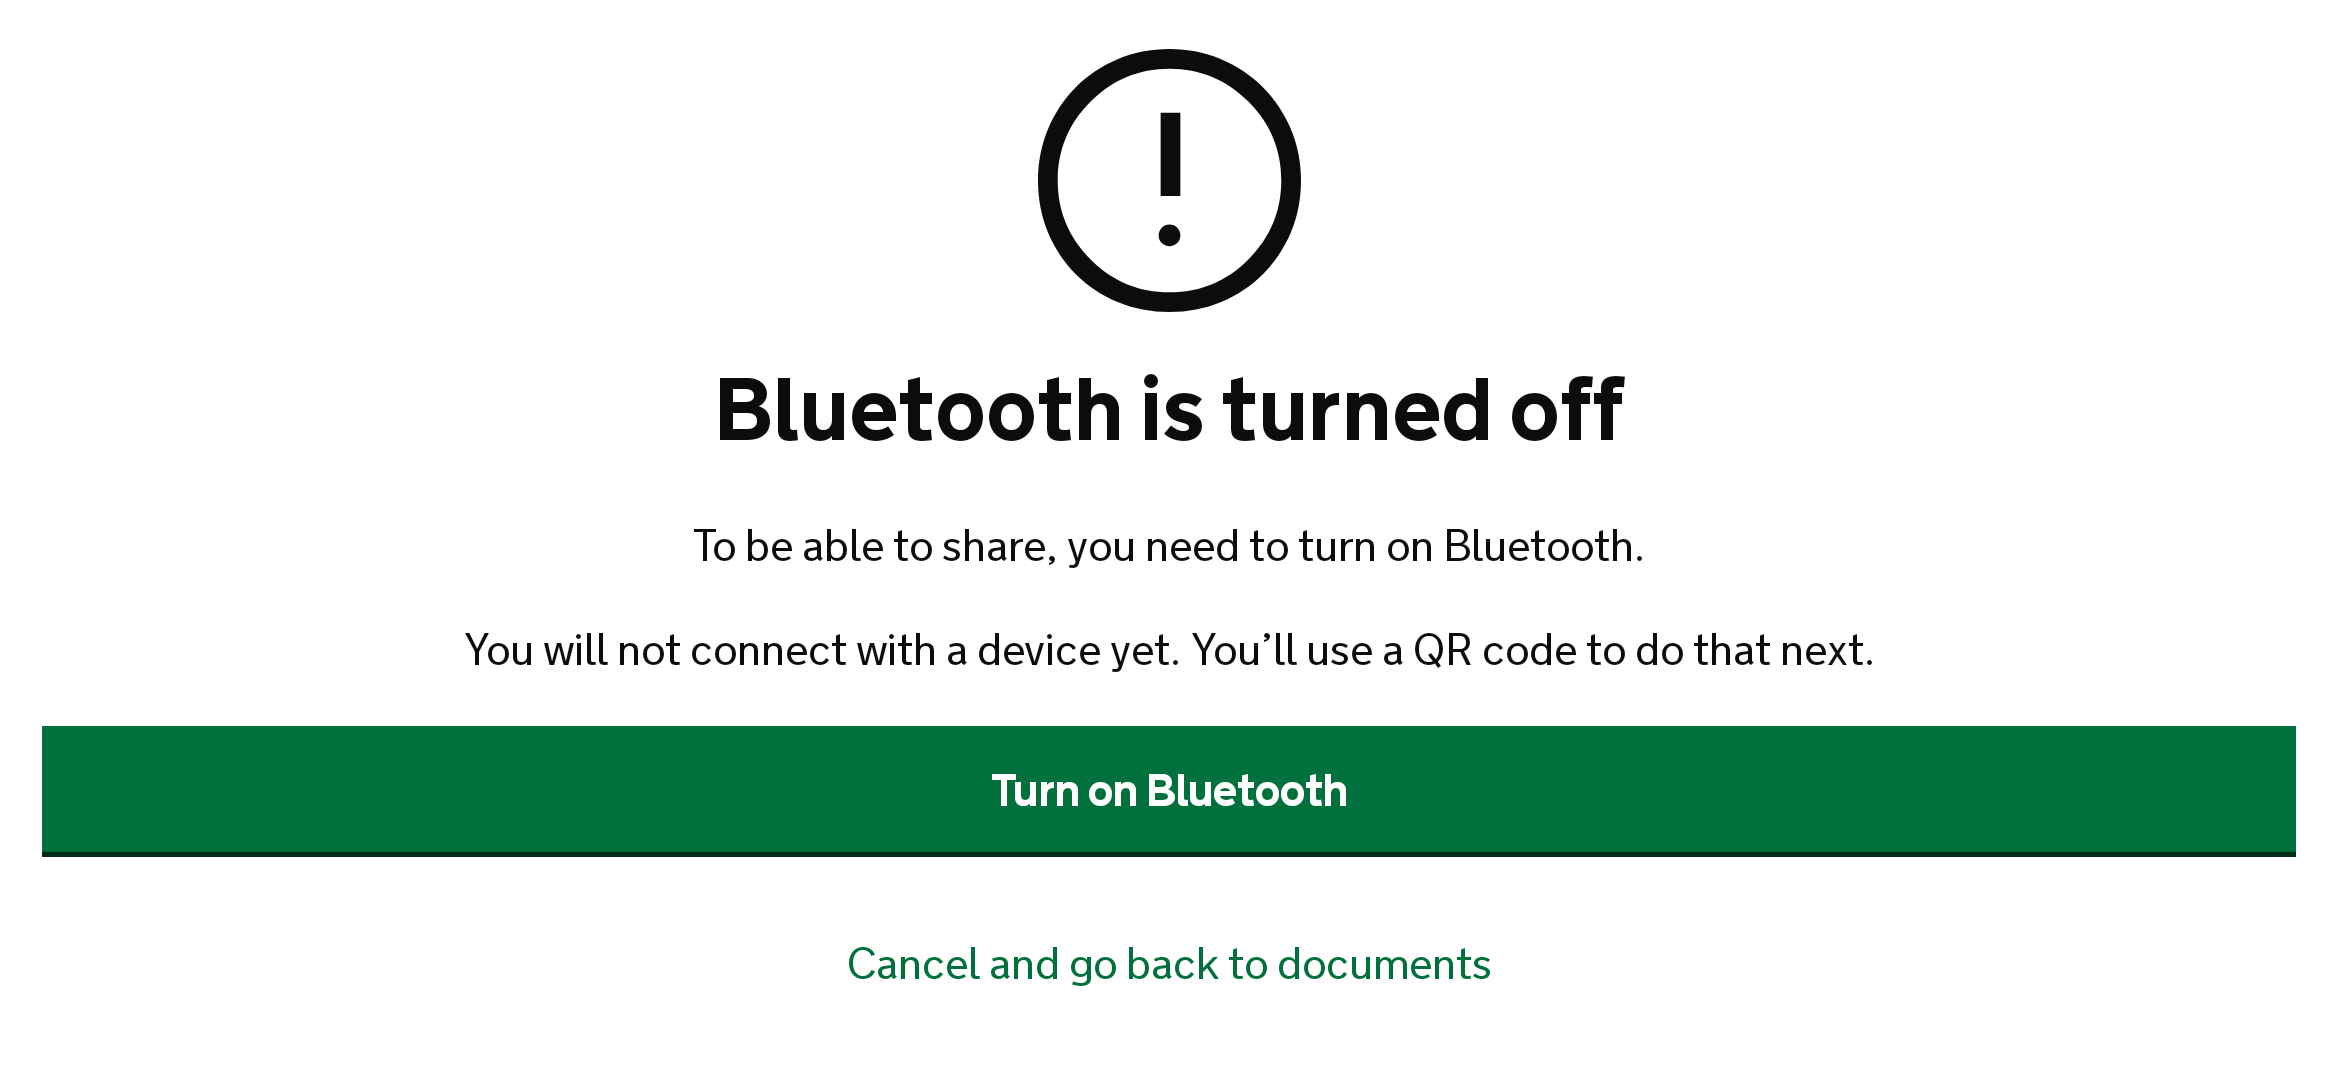 Bluetooth is turned off
To be able to share, you need to turn on Bluetooth.
You will not connect with a device yet. You’ll use a QR code to do that next.
Turn on Bluetooth
Cancel and go back to documents